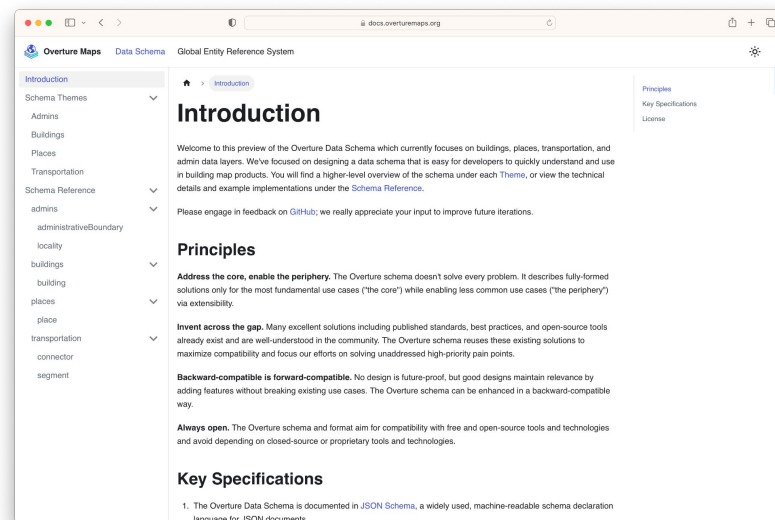 docs.overturemaps.org
Overture Maps Data Schema Global Entity Reference System
Introduction
Schema Themes
Admins
Buildings
Places
Transportation
Schema Reference
admins
administrativeBoundary
locality
buildings
building
places
place
transportation
connector
segment
Introduction
Introduction
Welcome to this preview of the Overture Data Schema which currently focuses on buildings, places, transportation, and
admin data layers. We've focused on designing a data schema that is easy for developers to quickly understand and use
in building map products. You will find a higher-level overview of the schema under each Theme, or view the technical
details and example implementations under the Schema Reference.
Please engage in feedback on GitHub; we really appreciate your input to improve future iterations.
Principles
Address the core, enable the periphery. The Overture schema doesn't solve every problem. It describes fully-formed
solutions only for the most fundamental use cases ("the core") while enabling less common use cases ("the periphery")
via extensibility.
Invent across the gap. Many excellent solutions including published standards, best practices, and open-source tools
already exist and are well-understood in the community. The Overture schema reuses these existing solutions to
maximize compatibility and focus our efforts on solving unaddressed high-priority pain points.
Backward-compatible is forward-compatible. No design is future-proof, but good designs maintain relevance by
adding features without breaking existing use cases. The Overture schema can be enhanced in a backward-compatible
way.
Always open. The Overture schema and format aim for compatibility with free and open-source tools and technologies
and avoid depending on closed-source or proprietary tools and technologies.
Key Specifications
1. The Overture Data Schema is documented in JSON Schema, a widely used, machine-readable schema declaration
language for JSON documents.
Principles
Key Specifications
License